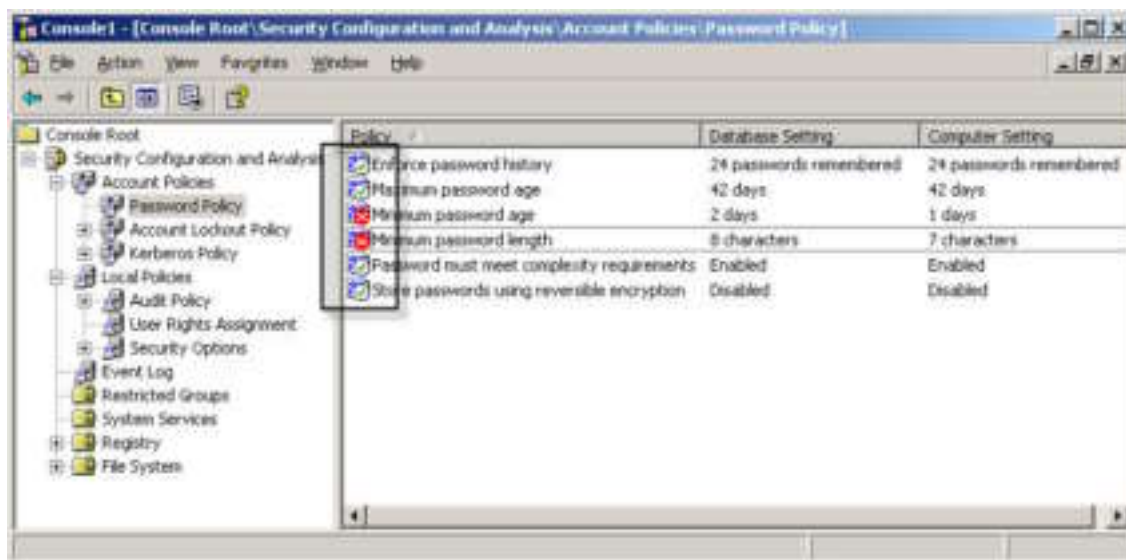 Console1 - [Console Root\Security Configuration and Analysis\Account Policies\Password Policy]
File Action View Favorites Window Help
Console Root
Security Configuration and Analysis
Account Policies
Password Policy
Account Lockout Policy
Kerberos Policy
Local Policies
Audit Policy
User Rights Assignment
Security Options
Event Log
Restricted Groups
System Services
Registry
File System
Policy Database Setting Computer Setting
Enforce password history 24 passwords remembered 24 passwords remembered
Maximum password age 42 days 42 days
Minimum password age 2 days 1 days
Minimum password length 8 characters 7 characters
Password must meet complexity requirements Enabled Enabled
Store passwords using reversible encryption Disabled Disabled